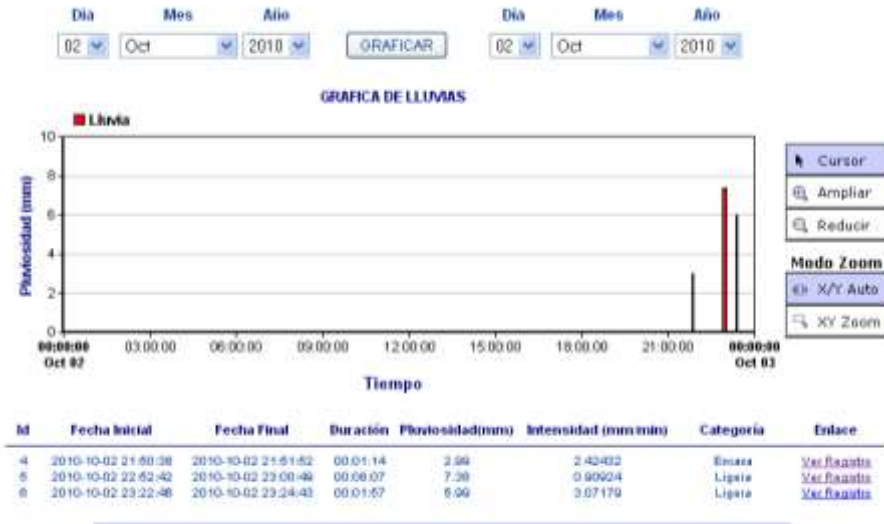 Día Mes Año Día Mes Año
02 Oct 2010 GRAFICAR 02 Oct 2010
GRAFICA DE LLUVIAS
Lluvia
10
8
6
4
2
0
Pluviosidad (mm)
00:00:00 03:00:00 06:00:00 09:00:00 12:00:00 15:00:00 18:00:00 21:00:00 00:00:00
Oct 02 Oct 03
Tiempo
Cursor
Ampliar
Reducir
Modo Zoom
X/Y Auto
XY Zoom
Id Fecha Inicial Fecha Final Duración Pluviosidad(mm) Intensidad (mm/min) Categoría Enlace
4 2010-10-02 21:50:38 2010-10-02 21:51:52 00:01:14 2.99 2.42432 Escasa Ver Registro
5 2010-10-02 22:52:42 2010-10-02 23:00:49 00:08:07 7.38 0.90924 Ligera Ver Registro
6 2010-10-02 23:22:46 2010-10-02 23:24:43 00:01:57 5.99 3.07179 Ligera Ver Registro